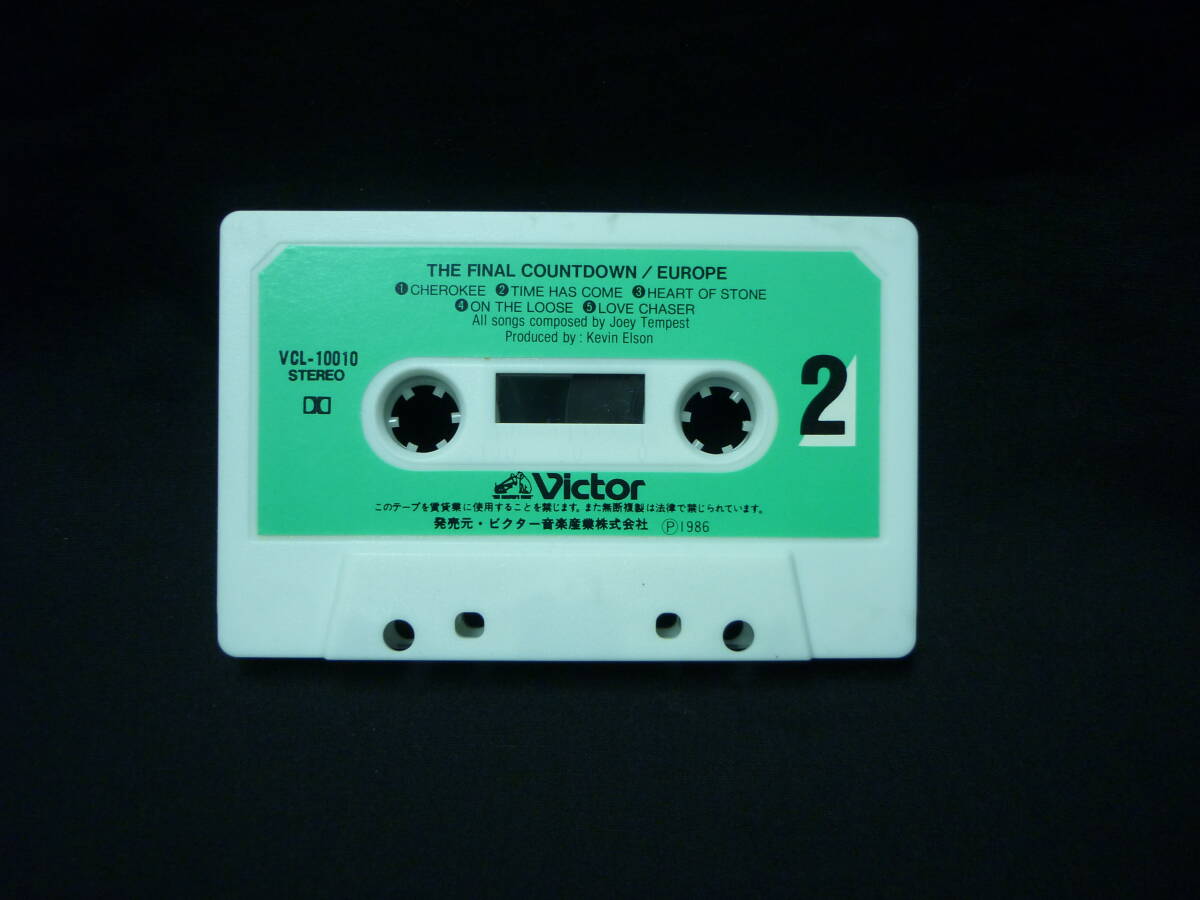 THE FINAL COUNTDOWN / EUROPE
❶CHEROKEE ❷TIME HAS COME ❸HEART OF STONE
❹ON THE LOOSE ❺LOVE CHASER
All songs composed by Joey Tempest
Produced by : Kevin Elson
VCL-10010
STEREO
2
Victor
このテープを賃貸業に使用することを禁じます。また無断複製は法律で禁じられています。
発売元・ビクター音楽産業株式会社 Ⓟ1986